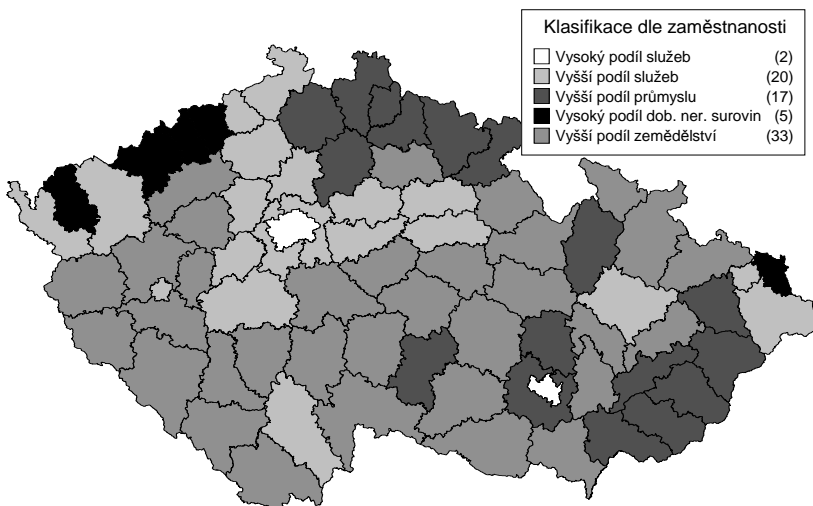 Klasifikace dle zaměstnanosti
Vysoký podíl služeb (2)
Vyšší podíl služeb (20)
Vyšší podíl průmyslu (17)
Vysoký podíl dob. ner. surovin (5)
Vyšší podíl zemědělství (33)